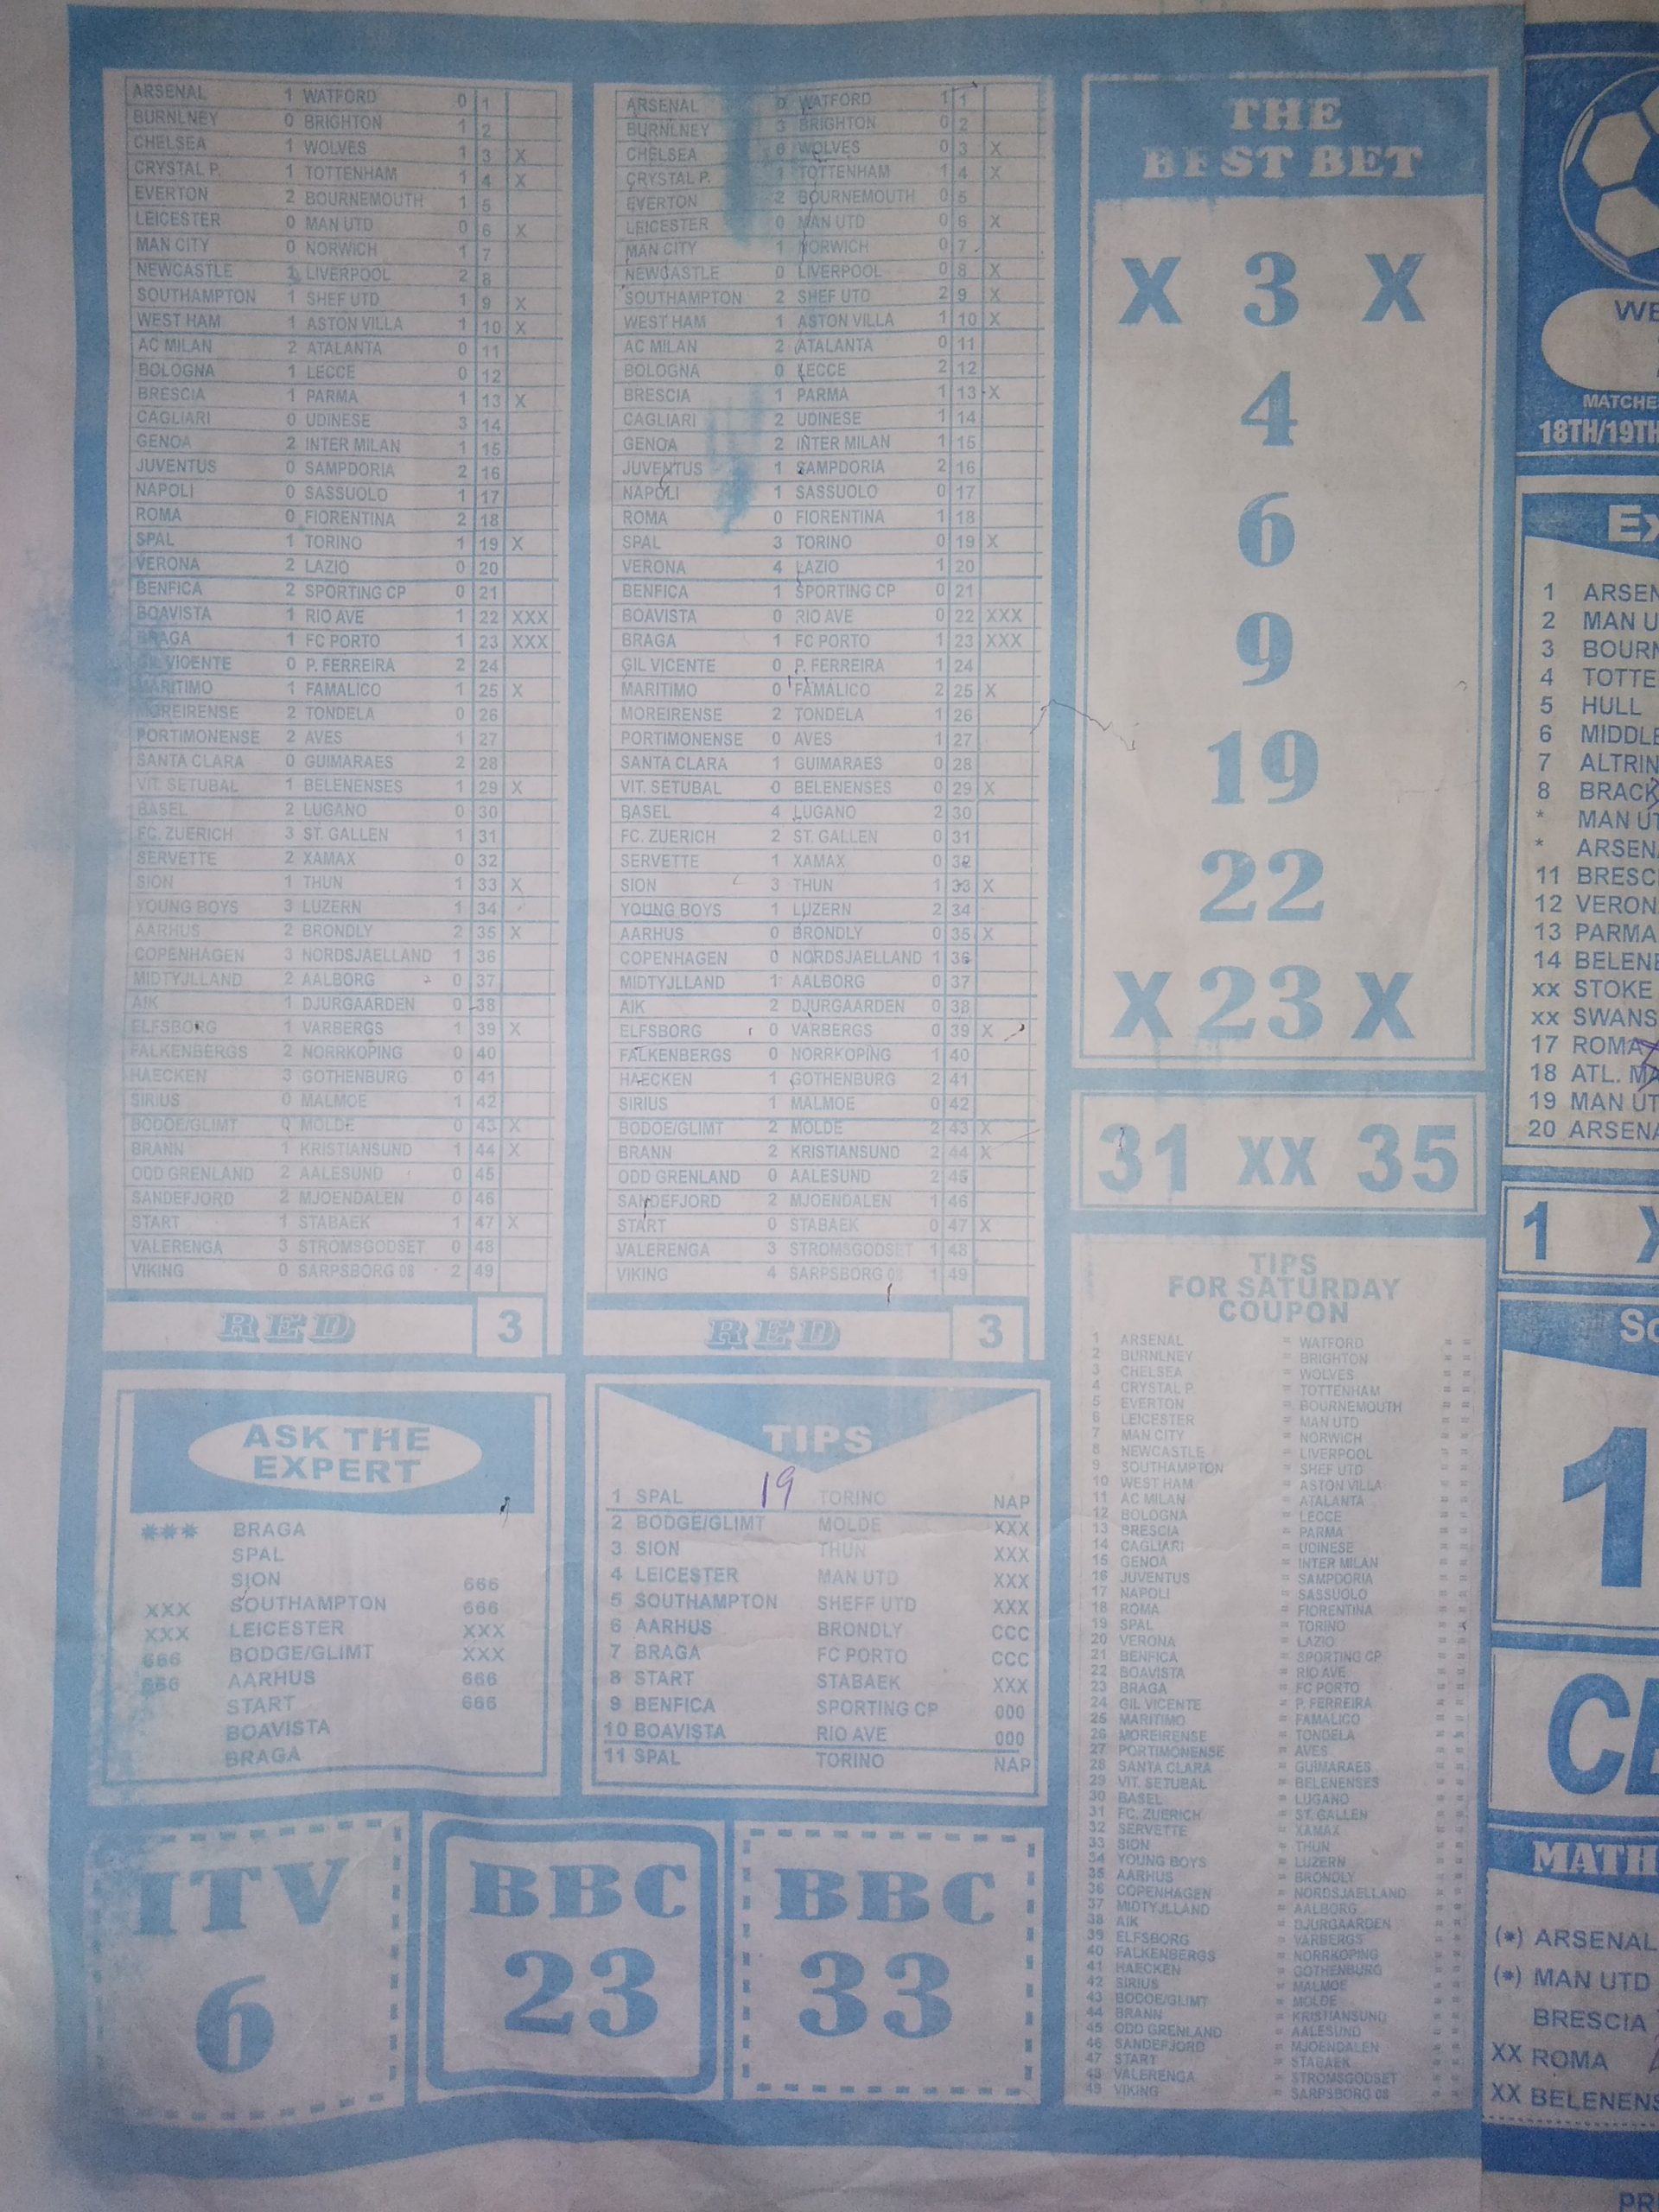 ARSENAL 1 WATFORD 0 1
BURNLNEY 0 BRIGHTON 1 2
CHELSEA 1 WOLVES 1 3 X
CRYSTAL P. 1 TOTTENHAM 1 4 X
EVERTON 2 BOURNEMOUTH 1 5
LEICESTER 0 MAN UTD 0 6 X
MAN CITY 0 NORWICH 1 7
NEWCASTLE 1 LIVERPOOL 2 8
SOUTHAMPTON 1 SHEF UTD 1 9 X
WEST HAM 1 ASTON VILLA 1 10 X
AC MILAN 2 ATALANTA 0 11
BOLOGNA 1 LECCE 0 12
BRESCIA 1 PARMA 1 13 X
CAGLIARI 0 UDINESE 3 14
GENOA 2 INTER MILAN 1 15
JUVENTUS 0 SAMPDORIA 2 16
NAPOLI 0 SASSUOLO 1 17
ROMA 0 FIORENTINA 2 18
SPAL 1 TORINO 1 19 X
VERONA 2 LAZIO 0 20
BENFICA 2 SPORTING CP 0 21
BOAVISTA 1 RIO AVE 1 22 XXX
BRAGA 1 FC PORTO 1 23 XXX
GIL VICENTE 0 P. FERREIRA 2 24
MARITIMO 1 FAMALICO 1 25 X
MOREIRENSE 2 TONDELA 0 26
PORTIMONENSE 2 AVES 1 27
SANTA CLARA 0 GUIMARAES 2 28
VIT. SETUBAL 1 BELENENSES 1 29 X
BASEL 2 LUGANO 0 30
FC. ZUERICH 3 ST. GALLEN 1 31
SERVETTE 2 XAMAX 0 32
SION 1 THUN 1 33 X
YOUNG BOYS 3 LUZERN 1 34
AARHUS 2 BRONDLY 2 35 X
COPENHAGEN 3 NORDSJAELLAND 1 36
MIDTYJLLAND 2 AALBORG 0 37
AIK 1 DJURGAARDEN 0 38
ELFSBORG 1 VARBERGS 1 39 X
FALKENBERGS 2 NORRKOPING 0 40
HAECKEN 3 GOTHENBURG 0 41
SIRIUS 0 MALMOE 1 42
BODOE/GLIMT 0 MOLDE 0 43 X
BRANN 1 KRISTIANSUND 1 44 X
ODD GRENLAND 2 AALESUND 0 45
SANDEFJORD 2 MJOENDALEN 0 46
START 1 STABAEK 1 47 X
VALERENGA 3 STROMSGODSET 0 48
VIKING 0 SARPSBORG 08 2 49
RED 3
ARSENAL 0 WATFORD 1 1
BURNLNEY 3 BRIGHTON 0 2
CHELSEA 0 WOLVES 0 3 X
CRYSTAL P. 1 TOTTENHAM 1 4 X
EVERTON 2 BOURNEMOUTH 0 5
LEICESTER 0 MAN UTD 0 6 X
MAN CITY 1 NORWICH 0 7
NEWCASTLE 0 LIVERPOOL 0 8 X
SOUTHAMPTON 2 SHEF UTD 2 9 X
WEST HAM 1 ASTON VILLA 1 10 X
AC MILAN 2 ATALANTA 0 11
BOLOGNA 0 LECCE 2 12
BRESCIA 1 PARMA 1 13 X
CAGLIARI 2 UDINESE 1 14
GENOA 2 INTER MILAN 1 15
JUVENTUS 1 SAMPDORIA 2 16
NAPOLI 1 SASSUOLO 0 17
ROMA 0 FIORENTINA 1 18
SPAL 3 TORINO 0 19 X
VERONA 4 LAZIO 1 20
BENFICA 1 SPORTING CP 0 21
BOAVISTA 0 RIO AVE 0 22 XXX
BRAGA 1 FC PORTO 1 23 XXX
GIL VICENTE 0 P. FERREIRA 1 24
MARITIMO 0 FAMALICO 2 25 X
MOREIRENSE 2 TONDELA 1 26
PORTIMONENSE 0 AVES 1 27
SANTA CLARA 1 GUIMARAES 0 28
VIT. SETUBAL 0 BELENENSES 0 29 X
BASEL 4 LUGANO 2 30
FC. ZUERICH 2 ST. GALLEN 0 31
SERVETTE 1 XAMAX 0 32
SION 3 THUN 1 33 X
YOUNG BOYS 1 LUZERN 2 34
AARHUS 0 BRONDLY 0 35 X
COPENHAGEN 0 NORDSJAELLAND 1 36
MIDTYJLLAND 1 AALBORG 0 37
AIK 2 DJURGAARDEN 0 38
ELFSBORG 0 VARBERGS 0 39 X
FALKENBERGS 0 NORRKOPING 1 40
HAECKEN 1 GOTHENBURG 2 41
SIRIUS 1 MALMOE 0 42
BODOE/GLIMT 2 MOLDE 2 43 X
BRANN 2 KRISTIANSUND 2 44 X
ODD GRENLAND 0 AALESUND 2 45
SANDEFJORD 2 MJOENDALEN 1 46
START 0 STABAEK 0 47 X
VALERENGA 3 STROMSGODSET 1 48
VIKING 4 SARPSBORG 08 1 49
RED 3
THE
BEST BET
X 3 X
4
6
9
19
22
X 23 X
31 XX 35
ASK THE
EXPERT
*** BRAGA
SPAL
SION 666
XXX SOUTHAMPTON 666
XXX LEICESTER XXX
666 BODGE/GLIMT XXX
666 AARHUS 666
START 666
BOAVISTA
BRAGA
TIPS
19
1 SPAL TORINO NAP
2 BODGE/GLIMT MOLDE XXX
3 SION THUN XXX
4 LEICESTER MAN UTD XXX
5 SOUTHAMPTON SHEFF UTD XXX
6 AARHUS BRONDLY CCC
7 BRAGA FC PORTO CCC
8 START STABAEK XXX
9 BENFICA SPORTING CP 000
10 BOAVISTA RIO AVE 000
11 SPAL TORINO NAP
ITV
6
BBC
23
BBC
33
TIPS
FOR SATURDAY
COUPON
1 ARSENAL = WATFORD = =
2 BURNLNEY = BRIGHTON = =
3 CHELSEA = WOLVES = =
4 CRYSTAL P = TOTTENHAM = =
5 EVERTON = BOURNEMOUTH = =
6 LEICESTER = MAN UTD = =
7 MAN CITY = NORWICH = =
8 NEWCASTLE = LIVERPOOL = =
9 SOUTHAMPTON = SHEF UTD = =
10 WEST HAM = ASTON VILLA = =
11 AC MILAN = ATALANTA = =
12 BOLOGNA = LECCE = =
13 BRESCIA = PARMA = =
14 CAGLIARI = UDINESE = =
15 GENOA = INTER MILAN = =
16 JUVENTUS = SAMPDORIA = =
17 NAPOLI = SASSUOLO = =
18 ROMA = FIORENTINA = =
19 SPAL = TORINO = =
20 VERONA = LAZIO = =
21 BENFICA = SPORTING CP = =
22 BOAVISTA = RIO AVE = =
23 BRAGA = FC PORTO = =
24 GIL VICENTE = P. FERREIRA = =
25 MARITIMO = FAMALICO = =
26 MOREIRENSE = TONDELA = =
27 PORTIMONENSE = AVES = =
28 SANTA CLARA = GUIMARAES = =
29 VIT. SETUBAL = BELENENSES = =
30 BASEL = LUGANO = =
31 FC. ZUERICH = ST. GALLEN = =
32 SERVETTE = XAMAX = =
33 SION = THUN = =
34 YOUNG BOYS = LUZERN = =
35 AARHUS = BRONDLY = =
36 COPENHAGEN = NORDSJAELLAND = =
37 MIDTYJLLAND = AALBORG = =
38 AIK = DJURGAARDEN = =
39 ELFSBORG = VARBERGS = =
40 FALKENBERGS = NORRKOPING = =
41 HAECKEN = GOTHENBURG = =
42 SIRIUS = MALMOE = =
43 BODOE/GLIMT = MOLDE = =
44 BRANN = KRISTIANSUND = =
45 ODD GRENLAND = AALESUND = =
46 SANDEFJORD = MJOENDALEN = =
47 START = STABAEK = =
48 VALERENGA = STROMSGODSET = =
49 VIKING = SARPSBORG 08 = =
WE
MATCHE
18TH/19TH
Ex
1 ARSEN
2 MAN U
3 BOURN
4 TOTTE
5 HULL
6 MIDDLE
7 ALTRIN
8 BRACK
* MAN UT
* ARSEN
11 BRESC
12 VERON
13 PARMA
14 BELENE
xx STOKE
xx SWANS
17 ROMA
18 ATL. MA
19 MAN UT
20 ARSENA
1 X
Sc
1
CL
MATH
(*) ARSENAL
(*) MAN UTD
BRESCIA
XX ROMA
XX BELENENS
PR